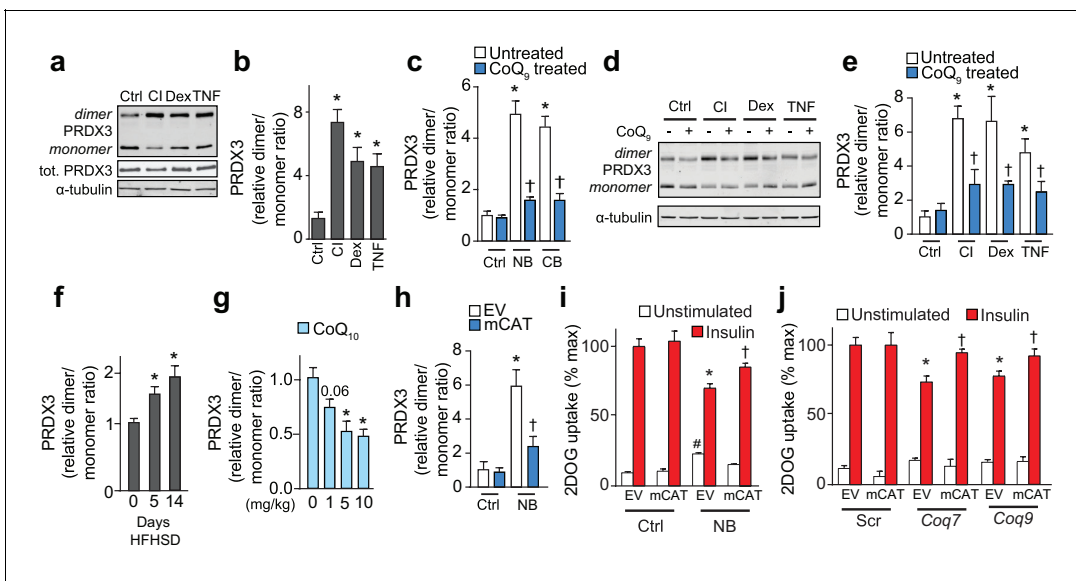 a
Ctrl CI Dex TNF
dimer
PRDX3
monomer
tot. PRDX3
α-tubulin
b
PRDX3
(relative dimer/
monomer ratio)
8
4
0
*
*
*
Ctrl
CI
Dex
TNF
c
Untreated
CoQ9 treated
PRDX3
(relative dimer/
monomer ratio)
6
4
2
0
*
†
*
†
Ctrl NB CB
d
Ctrl CI Dex TNF
CoQ9 - + - + - + - +
dimer
PRDX3
monomer
α-tubulin
e
Untreated
CoQ9 treated
PRDX3
(relative dimer/
monomer ratio)
8
4
2
0
*
†
*
†
*
†
Ctrl CI Dex TNF
f
PRDX3
(relative dimer/
monomer ratio)
2
1
0
*
*
0 5 14
Days
HFHSD
g
CoQ10
PRDX3
(relative dimer/
monomer ratio)
1.0
0.5
0.0
0.06
*
*
0 1 5 10
(mg/kg)
h
EV
mCAT
PRDX3
(relative dimer/
monomer ratio)
8
6
4
2
0
*
†
Ctrl NB
i
Unstimulated
Insulin
2DOG uptake (% max)
100
50
0
#
*
†
EV mCAT EV mCAT
Ctrl NB
j
Unstimulated
Insulin
2DOG uptake (% max)
100
50
0
*
†
*
†
EV mCAT EV mCAT EV mCAT
Scr Coq7 Coq9